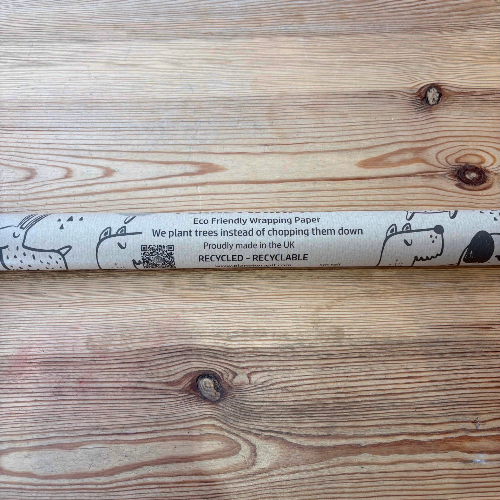 Eco Friendly Wrapping Paper
We plant trees instead of chopping them down
Proudly made in the UK
RECYCLED - RECYCLABLE